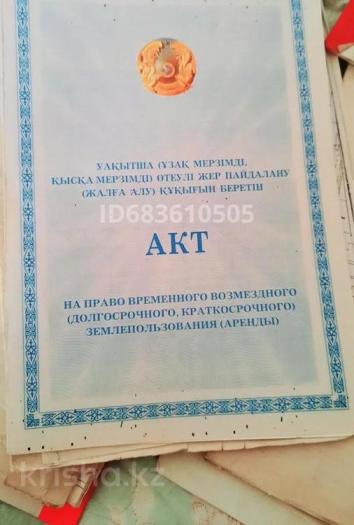 УАҚЫТША (ҰЗАҚ МЕРЗІМДІ,
ҚЫСҚА МЕРЗІМДІ) ӨТЕУЛІ ЖЕР ПАЙДАЛАНУ
(ЖАЛҒА АЛУ) ҚҰҚЫҒЫН БЕРЕТІН
ID683610505
АКТ
НА ПРАВО ВРЕМЕННОГО ВОЗМЕЗДНОГО
(ДОЛГОСРОЧНОГО, КРАТКОСРОЧНОГО)
ЗЕМЛЕПОЛЬЗОВАНИЯ (АРЕНДЫ)
krisha.kz